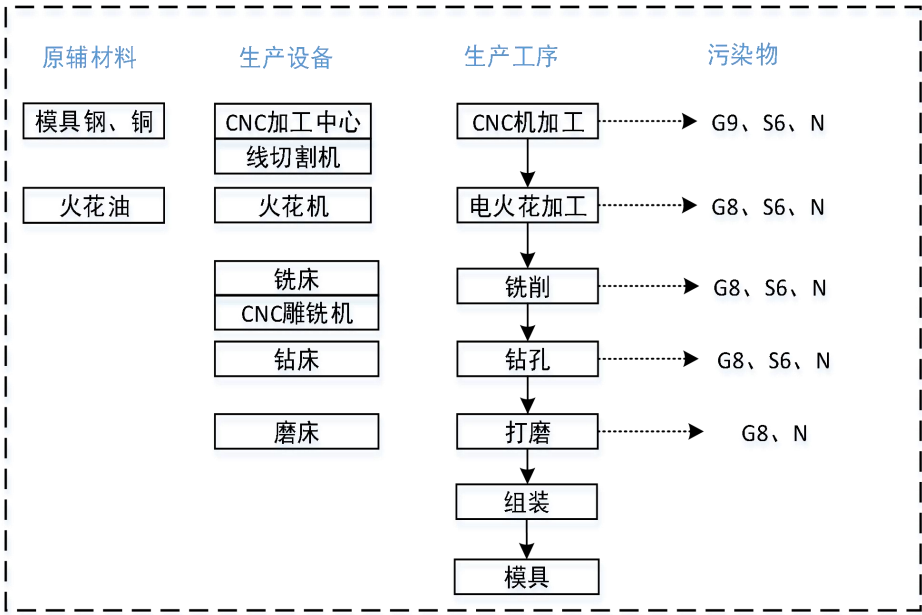 原辅材料 生产设备 生产工序 污染物
模具钢、铜 CNC加工中心 CNC机加工 G9、S6、N
线切割机
火花油 火花机 电火花加工 G8、S6、N
铣床 铣削 G8、S6、N
CNC雕铣机
钻床 钻孔 G8、S6、N
磨床 打磨 G8、N
组装
模具